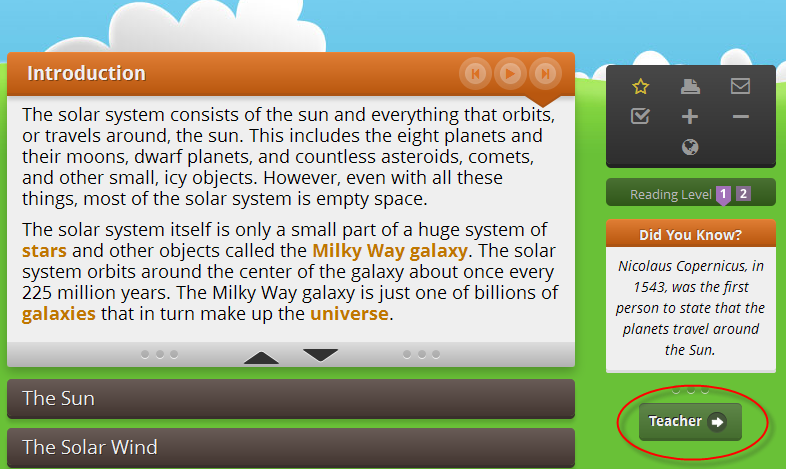 Introduction
The solar system consists of the sun and everything that orbits,
or travels around, the sun. This includes the eight planets and
their moons, dwarf planets, and countless asteroids, comets,
and other small, icy objects. However, even with all these
things, most of the solar system is empty space.
The solar system itself is only a small part of a huge system of
stars and other objects called the Milky Way galaxy. The solar
system orbits around the center of the galaxy about once every
225 million years. The Milky Way galaxy is just one of billions of
galaxies that in turn make up the universe.
The Sun
The Solar Wind
Reading Level 1 2
Did You Know?
Nicolaus Copernicus, in
1543, was the first
person to state that the
planets travel around
the Sun.
Teacher